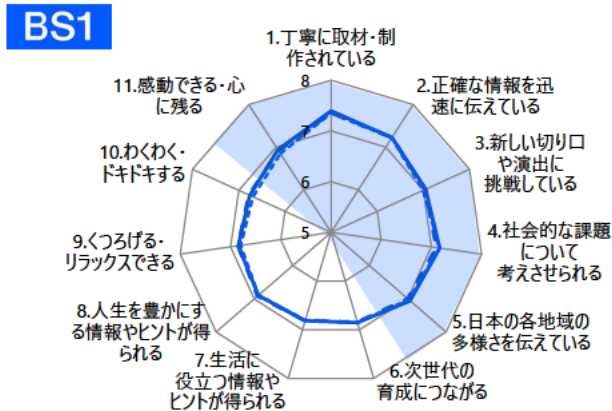 BS1
1.丁寧に取材・制
作されている
2.正確な情報を迅
速に伝えている
3.新しい切り口
や演出に
挑戦している
4.社会的な課題
について
考えさせられる
5.日本の各地域の
多様さを伝えている
6.次世代の
育成につながる
7.生活に
役立つ情報や
ヒントが得られる
8.人生を豊かにす
る情報やヒントが得
られる
9.くつろげる・
リラックスできる
10.わくわく・
ドキドキする
11.感動できる・心
に残る
8
7
6
5